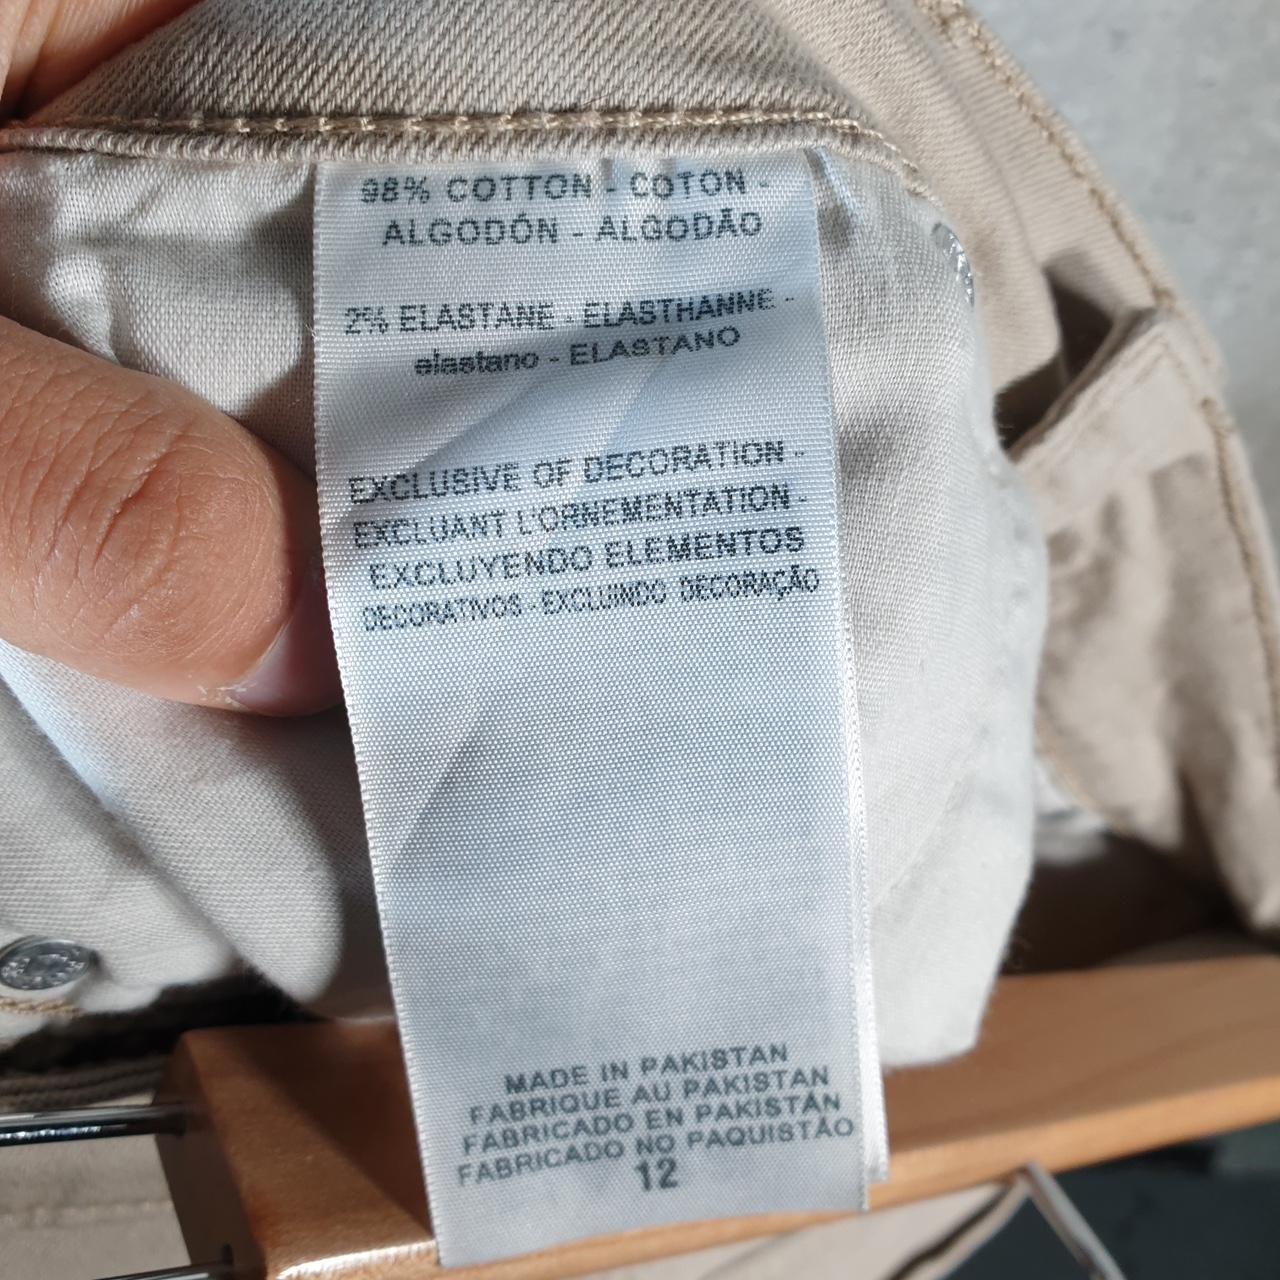 98% COTTON - COTON -
ALGODÓN - ALGODÃO
2% ELASTANE - ELASTHANNE -
elastano - ELASTANO
EXCLUSIVE OF DECORATION -
EXCLUANT L'ORNEMENTATION -
EXCLUYENDO ELEMENTOS
DECORATIVOS - EXCLUINDO DECORAÇÃO
MADE IN PAKISTAN
FABRIQUE AU PAKISTAN
FABRICADO EN PAKISTÁN
FABRICADO NO PAQUISTÃO
12